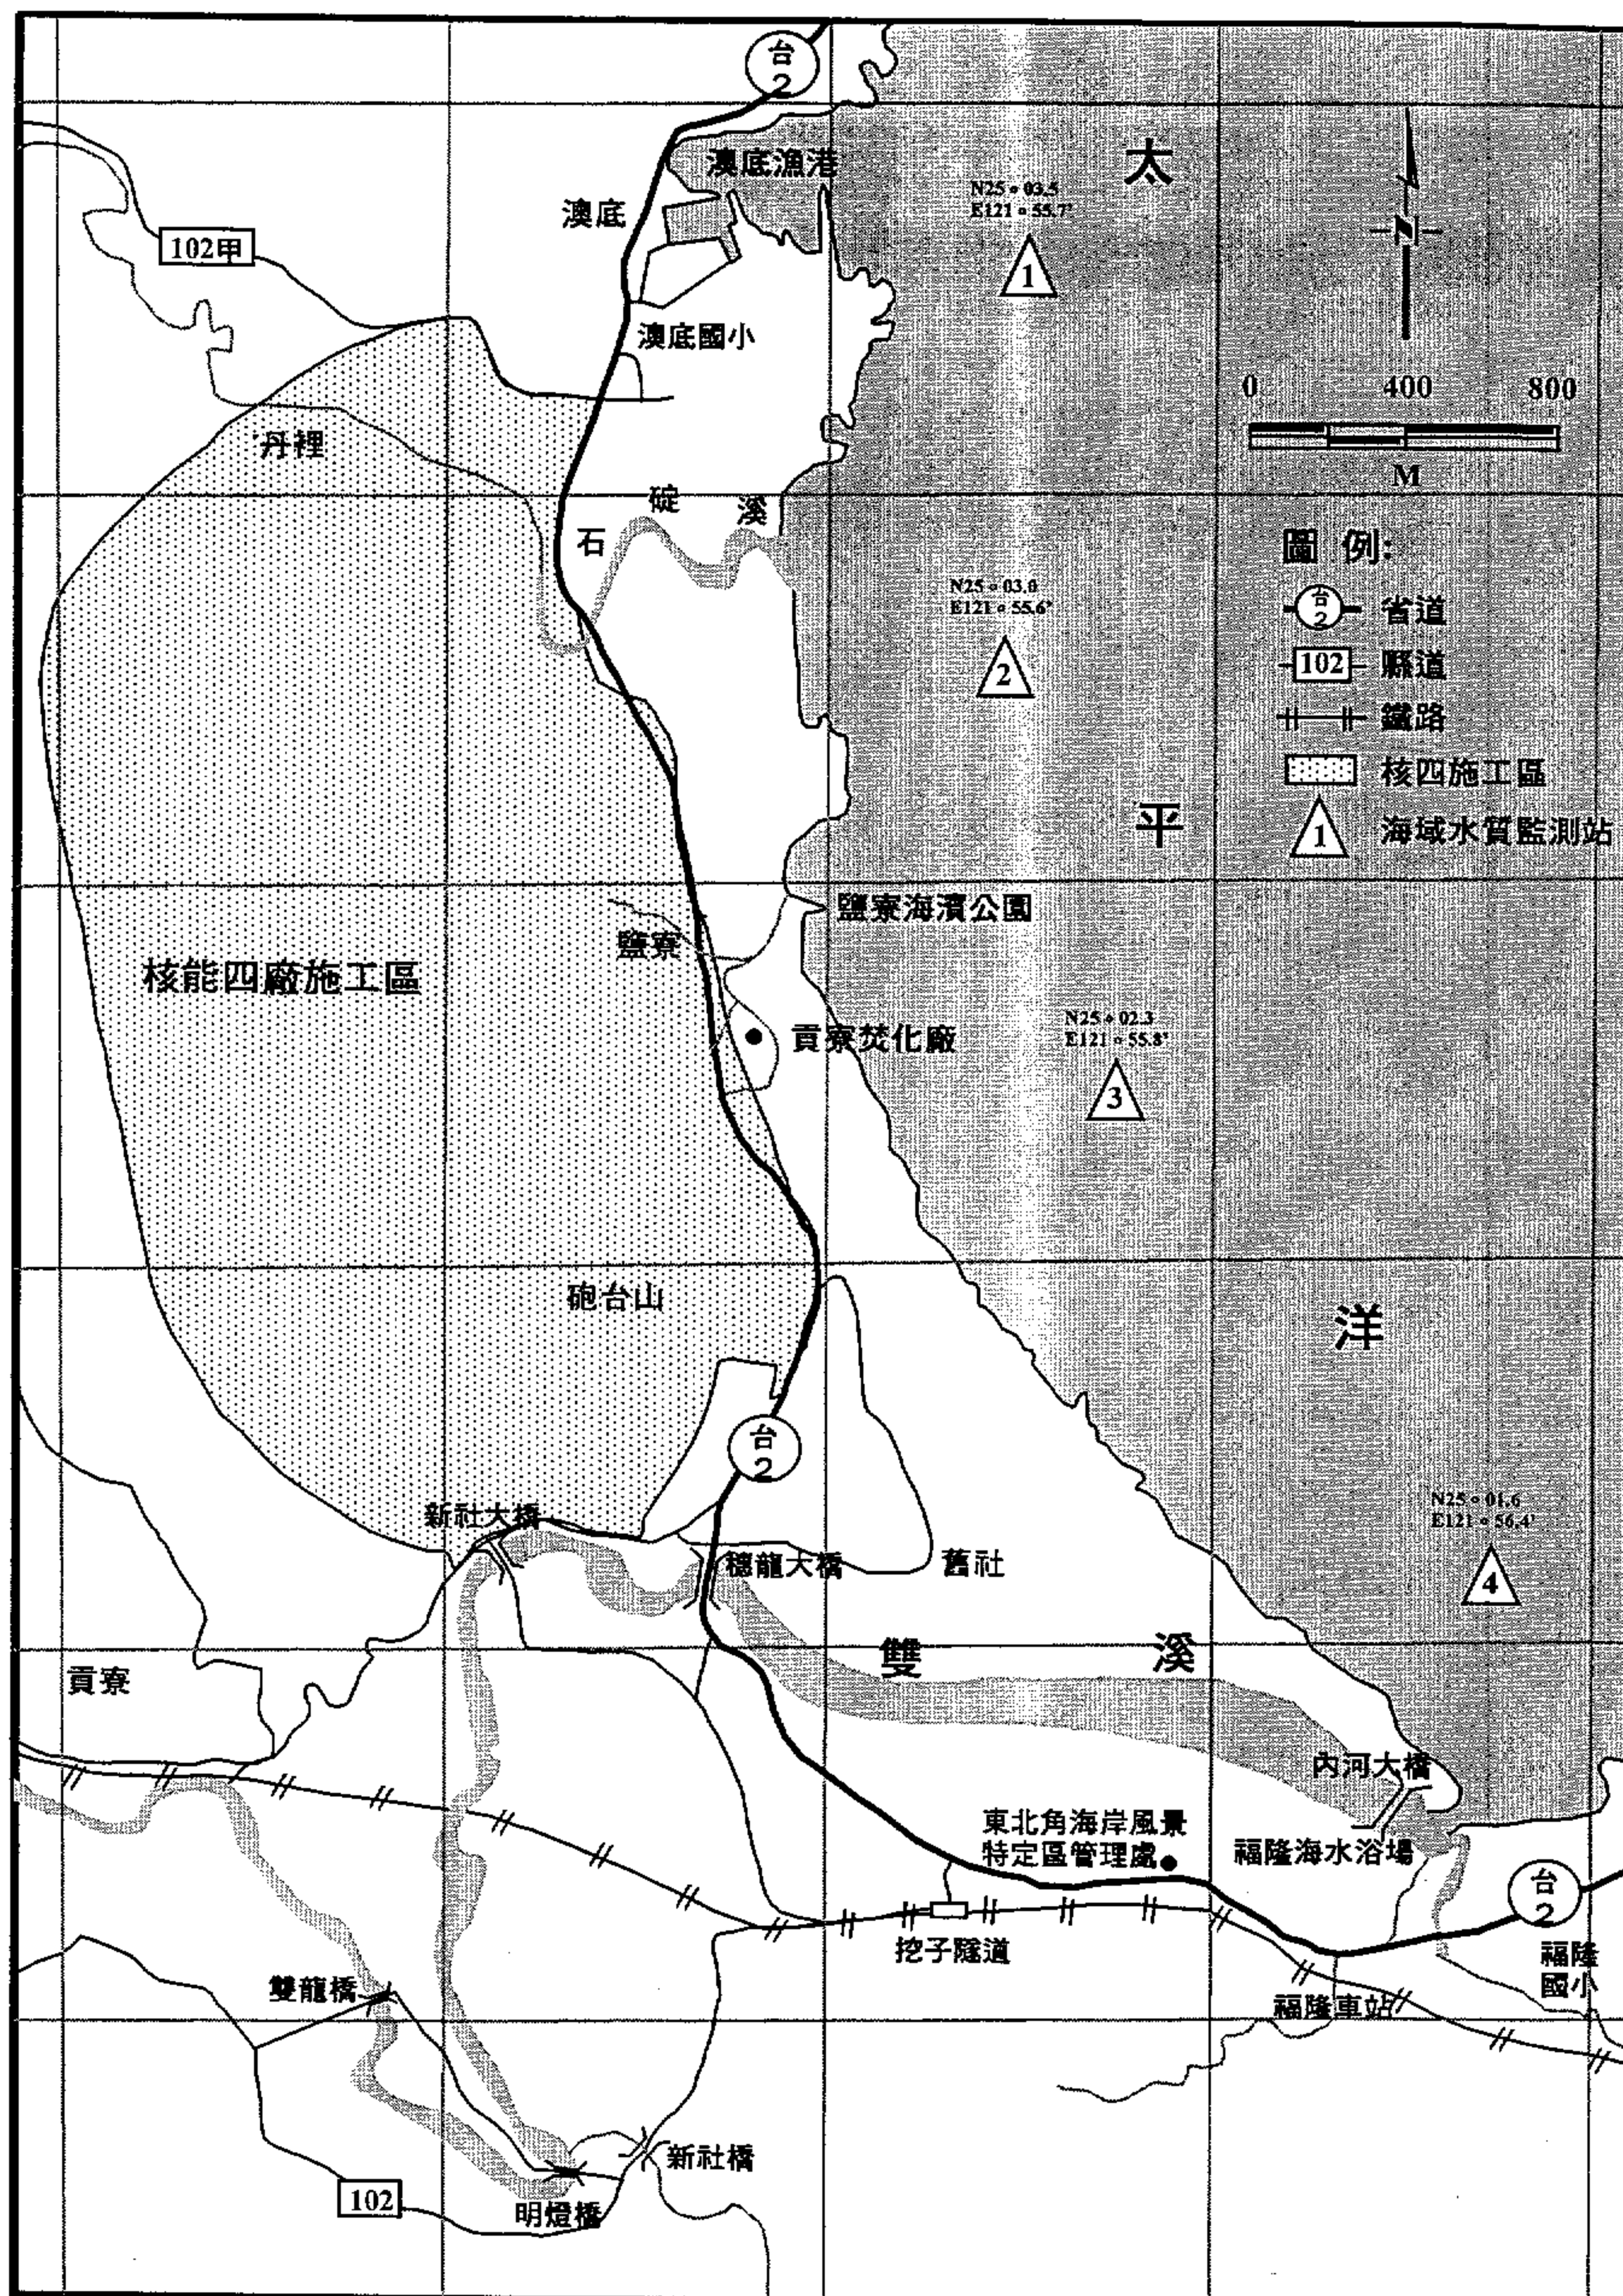 台
2
澳底漁港
太
N25 ∘ 03.5
E121 ∘ 55.7'
澳底
102甲
1
N
澳底國小
0 400 800
M
丹裡
石碇溪
圖 例:
台
2
省道
102
縣道
鐵路
核四施工區
1
海域水質監測站
N25 ∘ 03.0
E121 ∘ 55.6'
2
平
鹽寮海濱公園
鹽寮
核能四廠施工區
貢寮焚化廠
N25 ∘ 02.3
E121 ∘ 55.8'
3
砲台山
洋
台
2
N25 ∘ 01.6
E121 ∘ 56.4'
4
新社大橋
穗龍大橋
舊社
雙溪
貢寮
內河大橋
東北角海岸風景
特定區管理處
福隆海水浴場
台
2
挖子隧道
福隆
國小
福隆車站
雙龍橋
新社橋
102
明燈橋